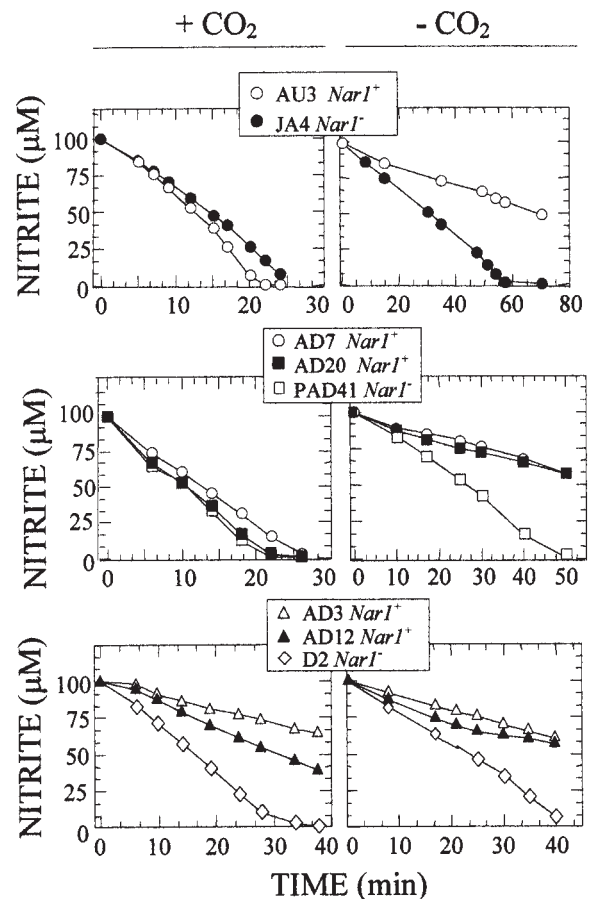 + CO₂ - CO₂
AU3 Nar1⁺
JA4 Nar1⁻
NITRITE (μM)
100
75
50
25
0
0 10 20 30
0 20 40 60 80
AD7 Nar1⁺
AD20 Nar1⁺
PAD41 Nar1⁻
NITRITE (μM)
100
75
50
25
0
0 10 20 30
0 10 20 30 40 50
AD3 Nar1⁺
AD12 Nar1⁺
D2 Nar1⁻
NITRITE (μM)
100
75
50
25
0
0 10 20 30 40
0 10 20 30 40
TIME (min)